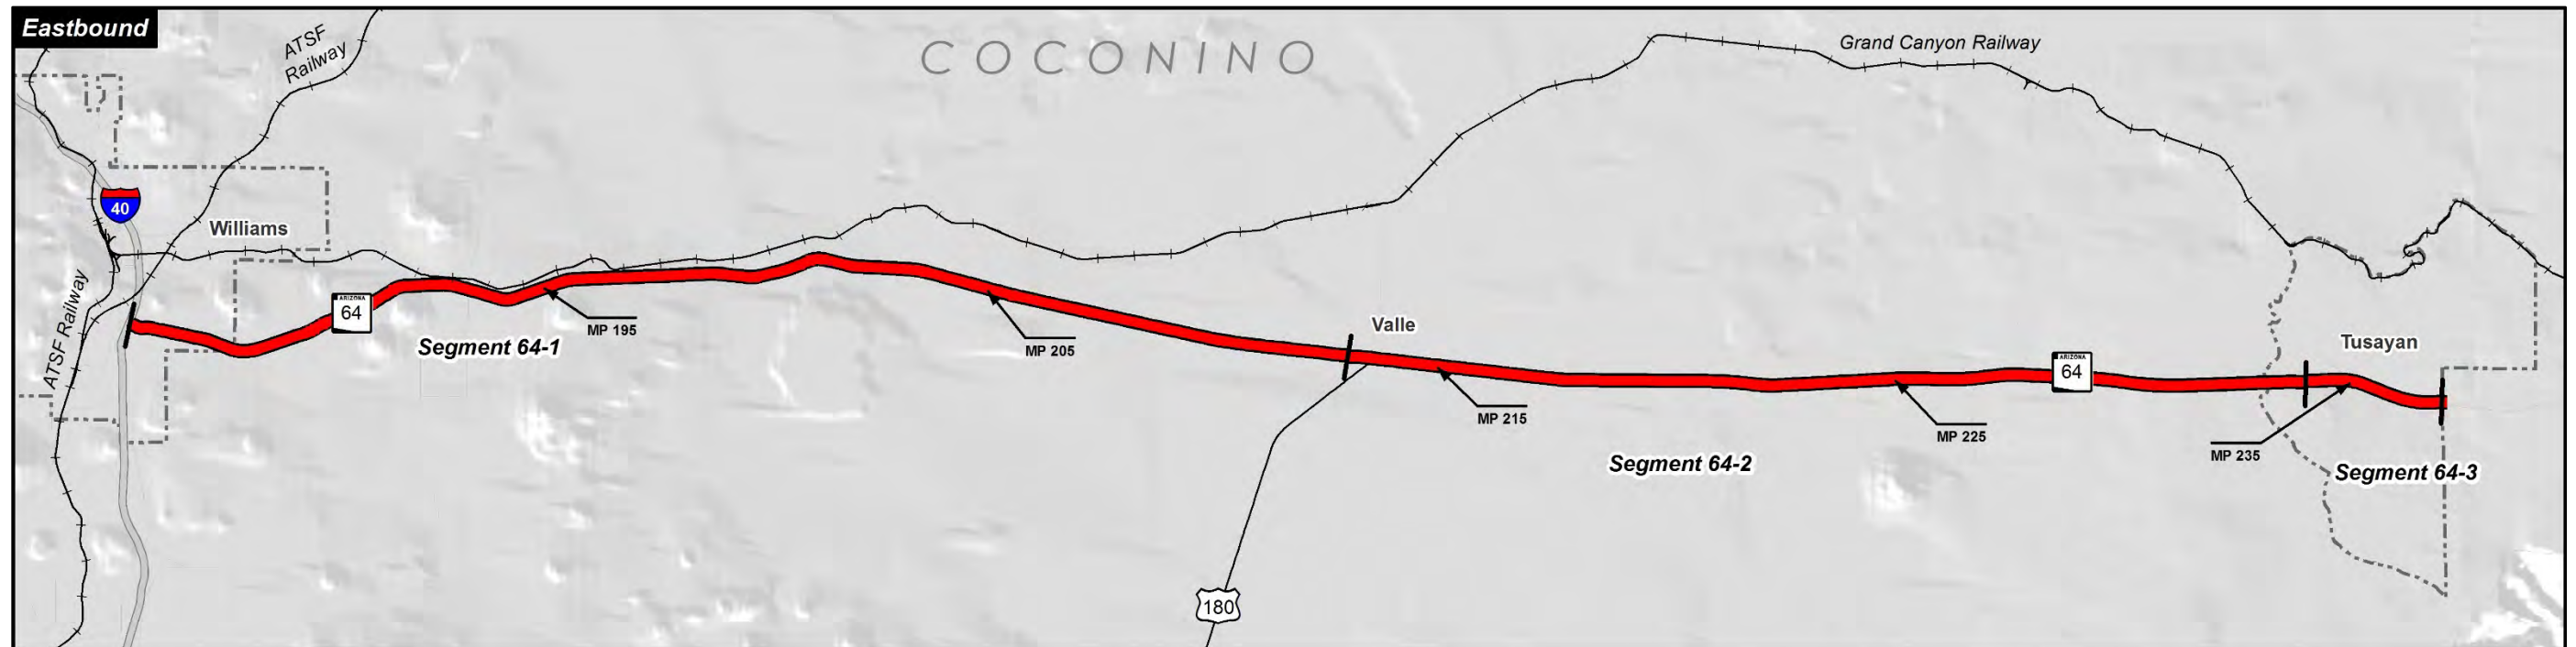 Eastbound
ATSF
Railway
COCONINO
Grand Canyon Railway
40
Williams
ATSF Railway
ARIZONA
64
Segment 64-1
MP 195
MP 205
Valle
MP 215
180
Segment 64-2
MP 225
ARIZONA
64
Tusayan
MP 235
Segment 64-3